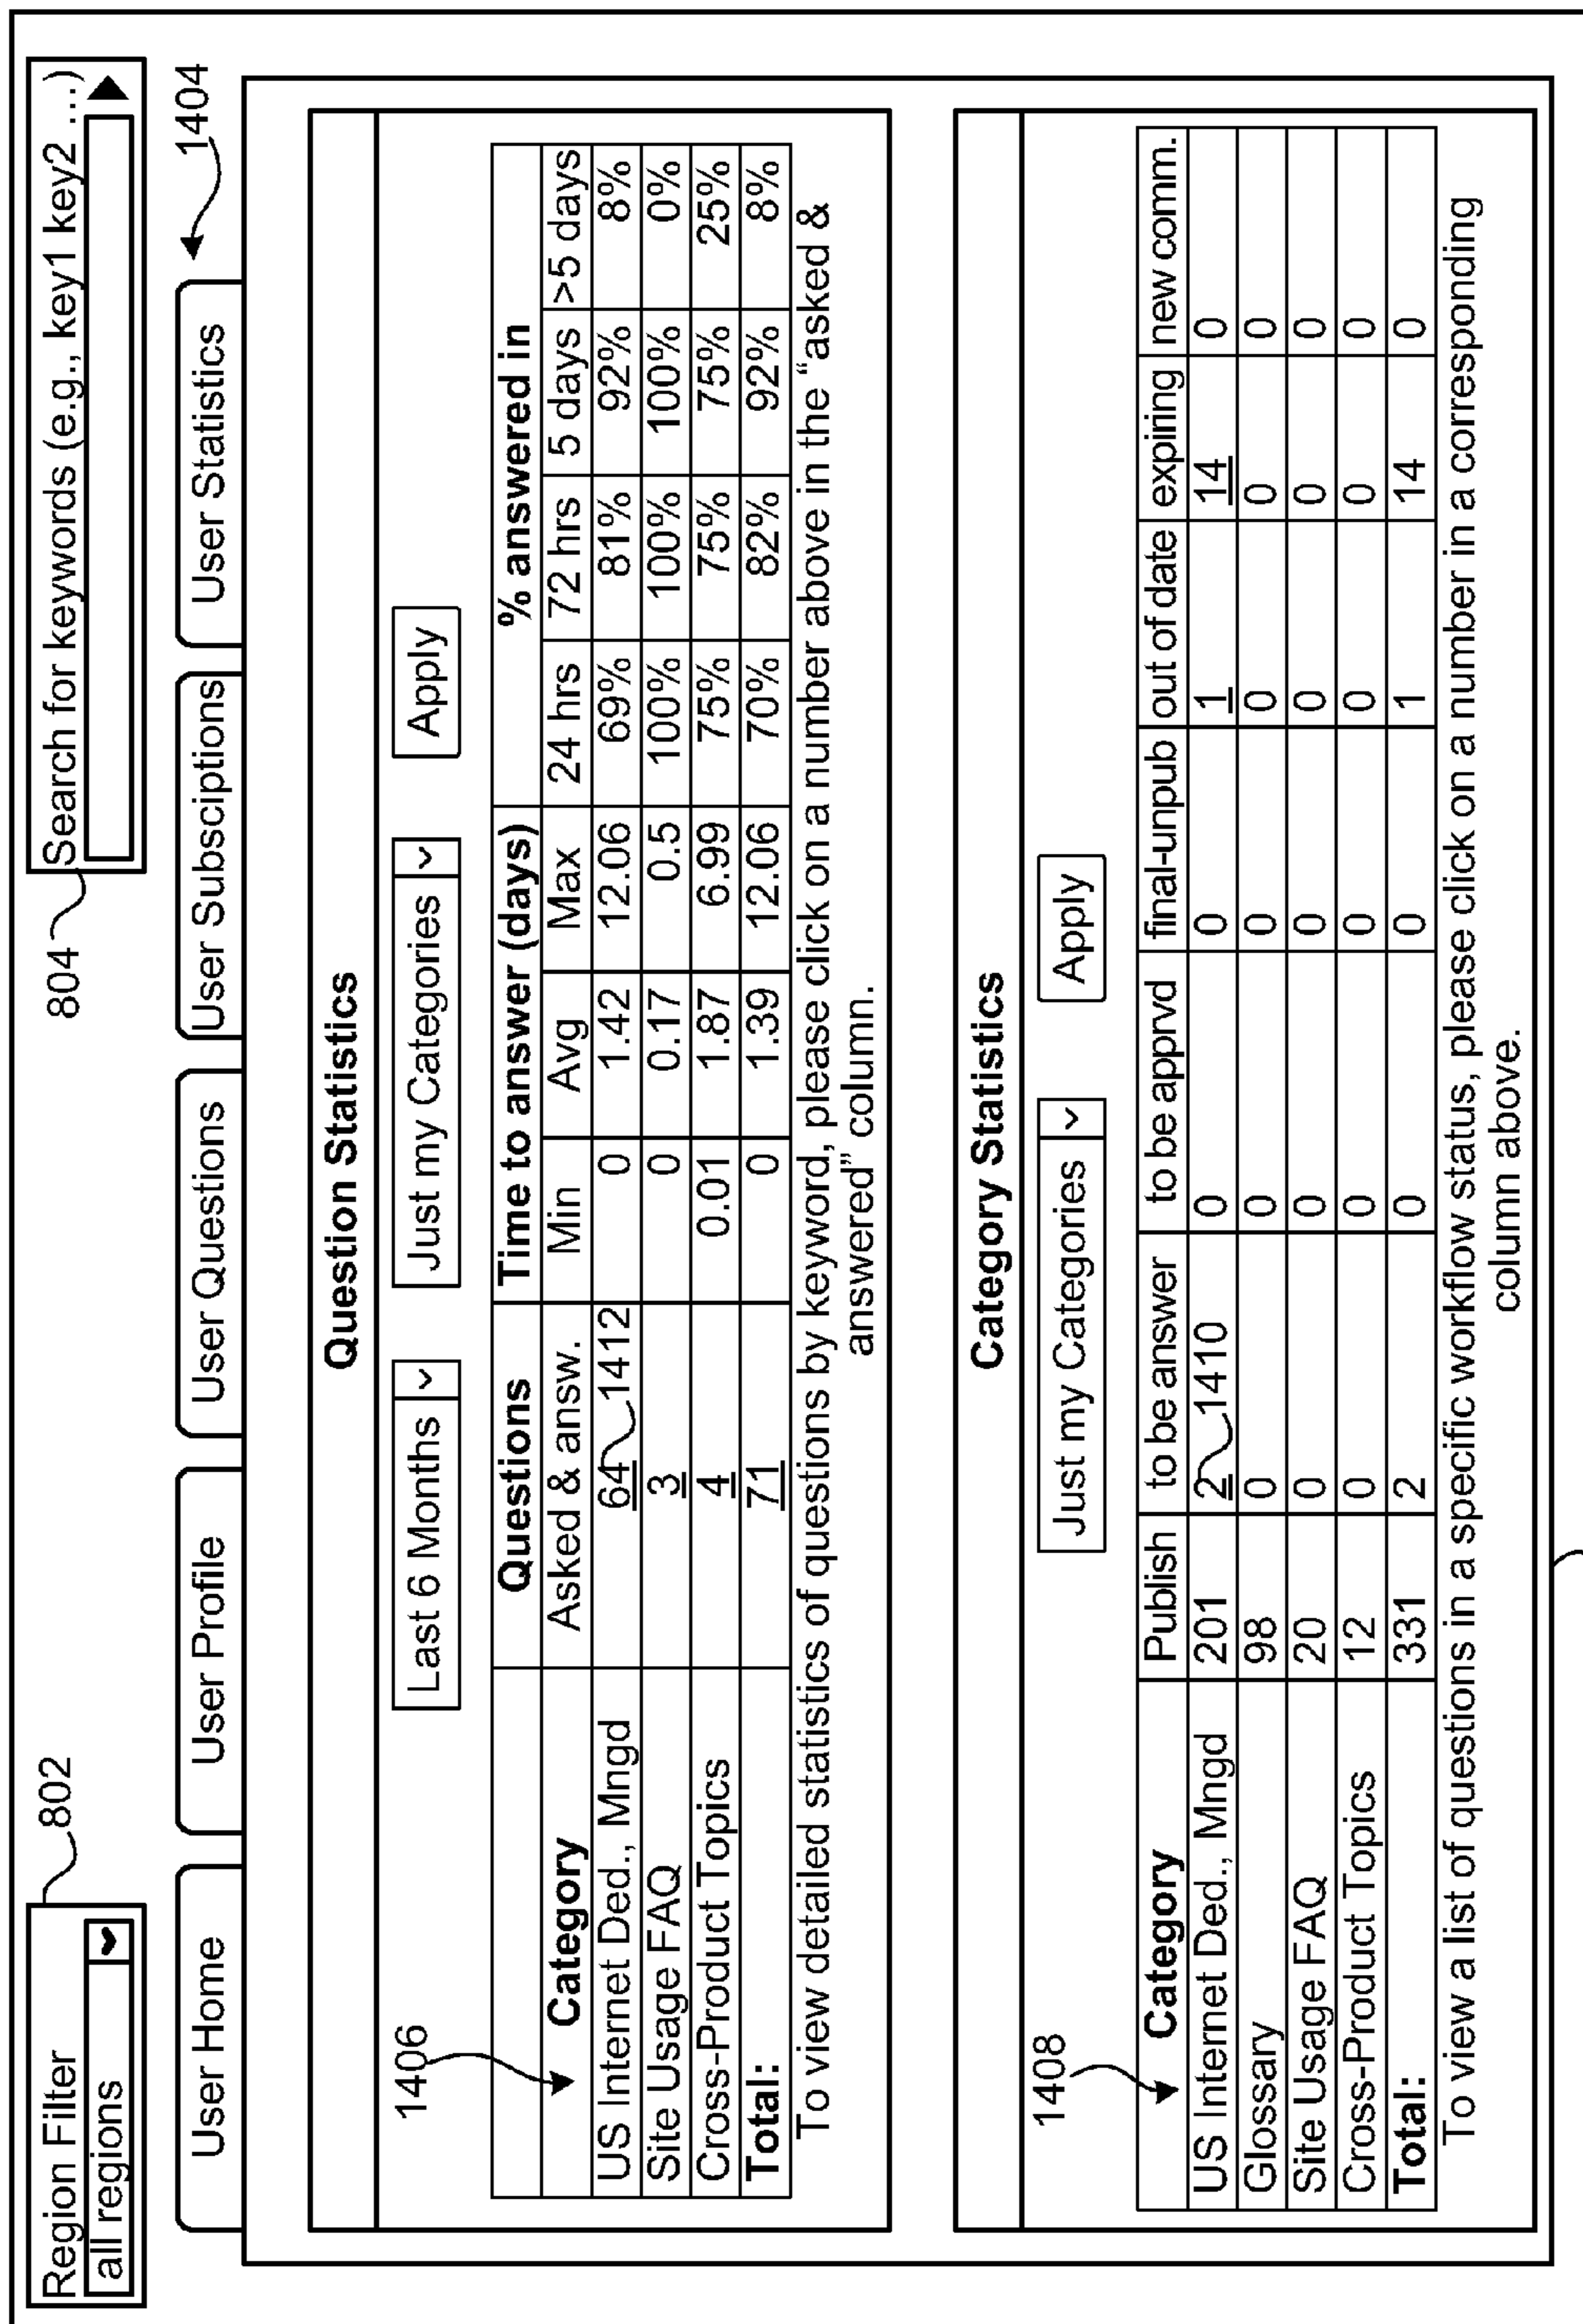 Region Filter
all regions
802
804
Search for keywords (e.g., key1 key2 ...)
User Home
User Profile
User Questions
User Subsciptions
User Statistics
1404
Question Statistics
1406
Last 6 Months
Just my Categories
Apply
Questions Time to answer (days) % answered in
Category Asked & answ. Min Avg Max 24 hrs 72 hrs 5 days >5 days
US Internet Ded., Mngd 64 1412 0 1.42 12.06 69% 81% 92% 8%
Site Usage FAQ 3 0 0.17 0.5 100% 100% 100% 0%
Cross-Product Topics 4 0.01 1.87 6.99 75% 75% 75% 25%
Total: 71 0 1.39 12.06 70% 82% 92% 8%
To view detailed statistics of questions by keyword, please click on a number above in the “asked &
answered” column.
Category Statistics
1408
Just my Categories
Apply
Category Publish to be answer to be apprvd final-unpub out of date expiring new comm.
US Internet Ded., Mngd 201 2 1410 0 0 1 14 0
Glossary 98 0 0 0 0 0 0
Site Usage FAQ 20 0 0 0 0 0 0
Cross-Product Topics 12 0 0 0 0 0 0
Total: 331 2 0 0 1 14 0
To view a list of questions in a specific workflow status, please click on a number in a corresponding
column above.